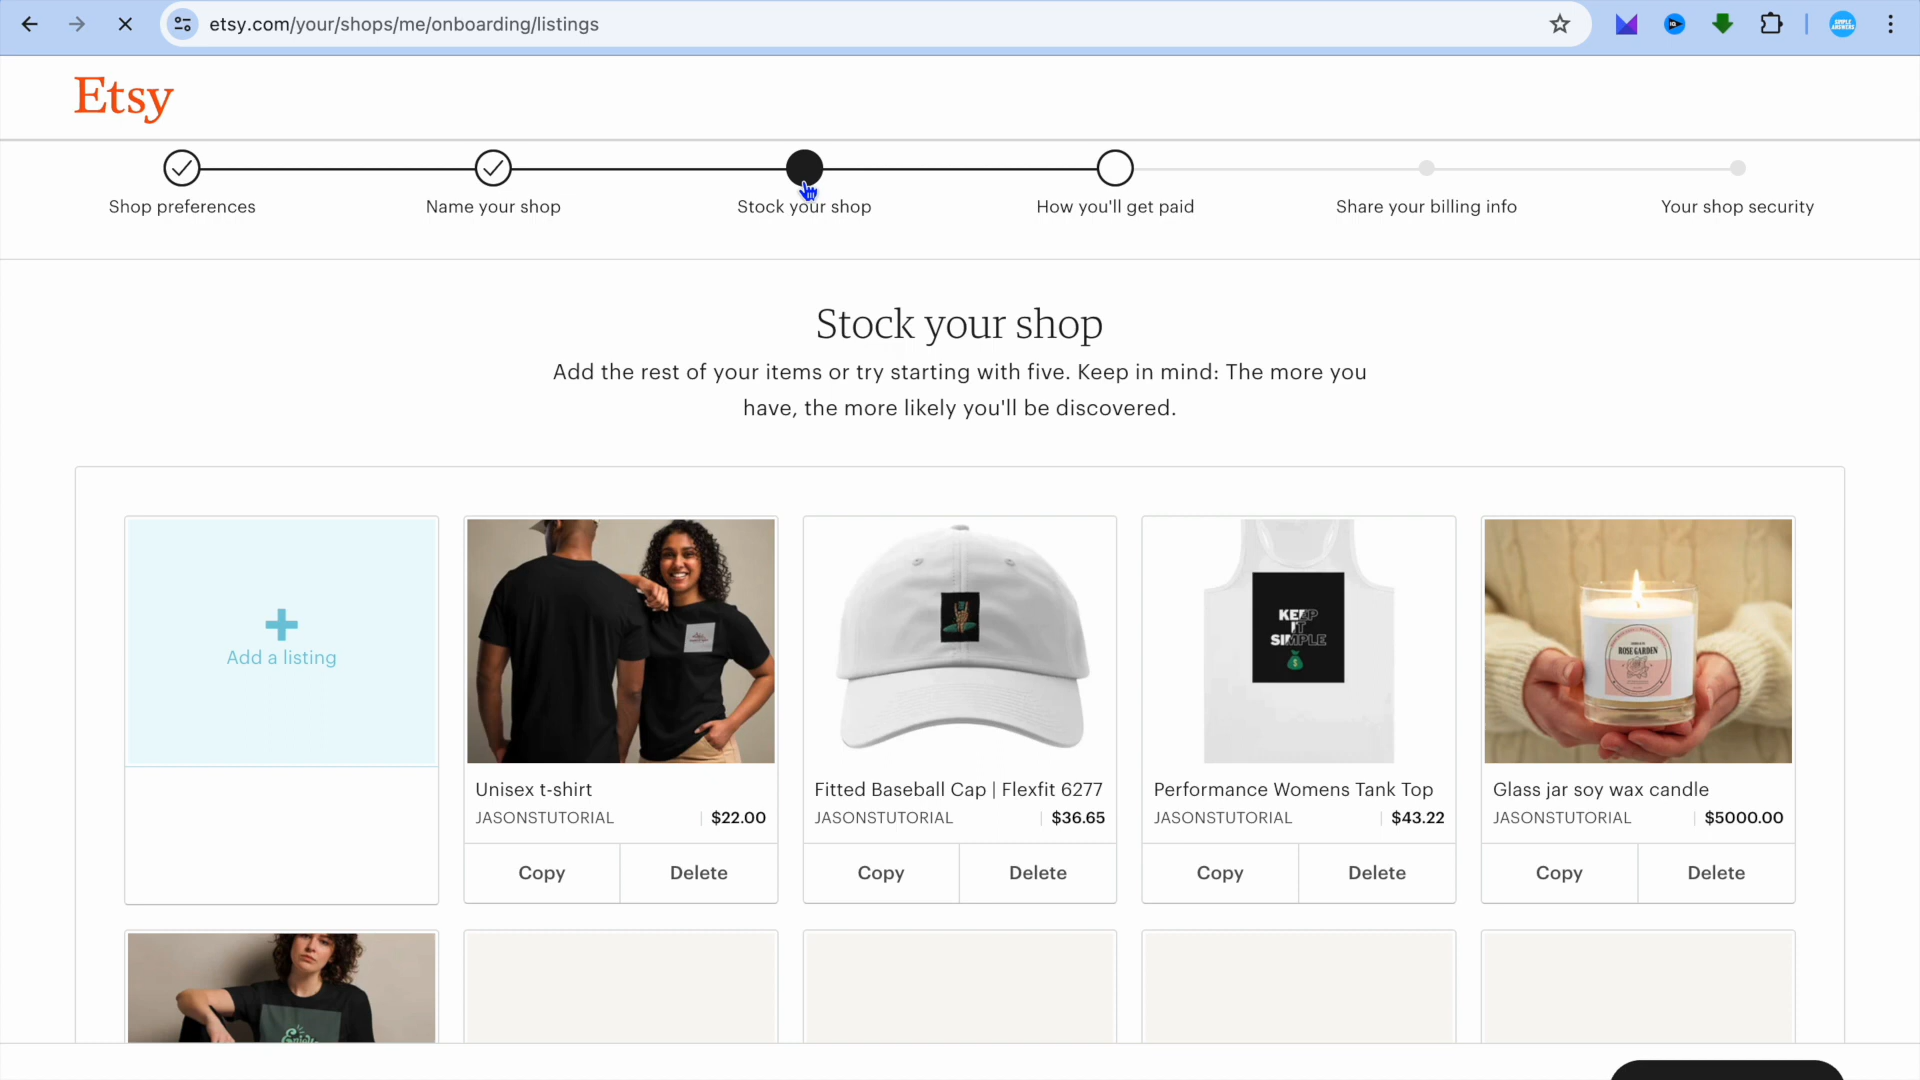 etsy.com/your/shops/me/onboarding/listings
Etsy
Shop preferences
Name your shop
Stock your shop
How you'll get paid
Share your billing info
Your shop security
Stock your shop
Add the rest of your items or try starting with five. Keep in mind: The more you
have, the more likely you'll be discovered.
Add a listing
KEEP
IT
SIMPLE
$
ROSE GARDEN
Unisex t-shirt
JASONSTUTORIAL
$22.00
Copy
Delete
Fitted Baseball Cap | Flexfit 6277
JASONSTUTORIAL
$36.65
Copy
Delete
Performance Womens Tank Top
JASONSTUTORIAL
$43.22
Copy
Delete
Glass jar soy wax candle
JASONSTUTORIAL
$5000.00
Copy
Delete